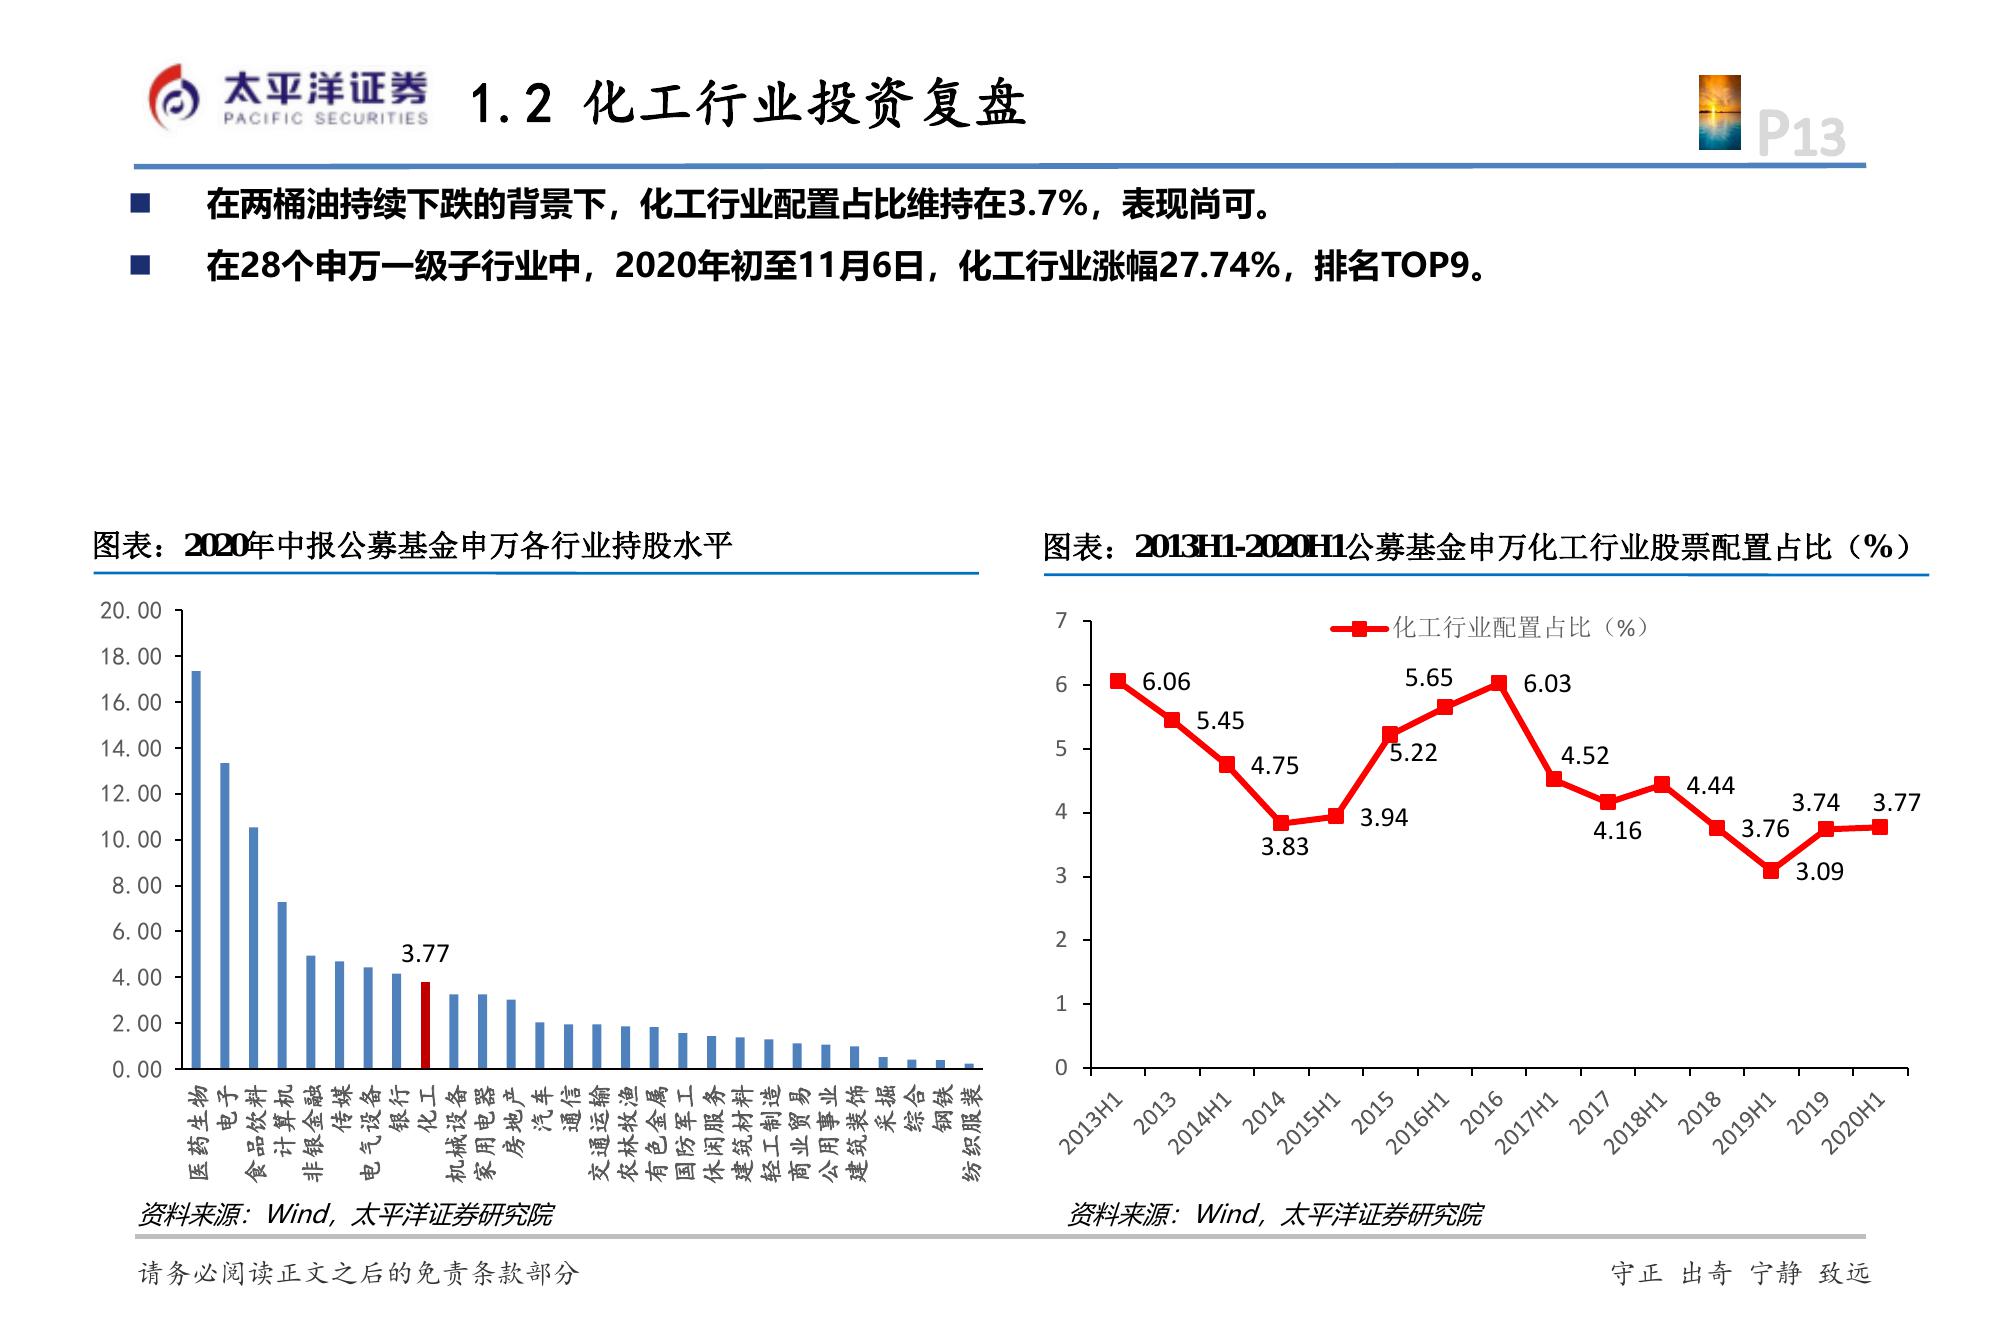 太平洋证券
PACIFIC SECURITIES
1.2 化工行业投资复盘
P13
在两桶油持续下跌的背景下，化工行业配置占比维持在3.7%，表现尚可。
在28个申万一级子行业中，2020年初至11月6日，化工行业涨幅27.74%，排名TOP9。
图表：2020年中报公募基金申万各行业持股水平
20.00
18.00
16.00
14.00
12.00
10.00
8.00
6.00
4.00
2.00
0.00
3.77
医药生物
电子
食品饮料
计算机
非银金融
传媒
电气设备
银行
化工
机械设备
家用电器
房地产
汽车
通信
交通运输
农林牧渔
有色金属
国防军工
休闲服务
建筑材料
轻工制造
商业贸易
公用事业
建筑装饰
采掘
综合
钢铁
纺织服装
资料来源：Wind，太平洋证券研究院
图表：2013H1-2020H1公募基金申万化工行业股票配置占比（%）
化工行业配置占比（%）
7
6
5
4
3
2
1
0
6.06
5.45
4.75
3.83
3.94
5.22
5.65
6.03
4.52
4.16
4.44
3.76
3.09
3.74
3.77
2013H1
2013
2014H1
2014
2015H1
2015
2016H1
2016
2017H1
2017
2018H1
2018
2019H1
2019
2020H1
资料来源：Wind，太平洋证券研究院
请务必阅读正文之后的免责条款部分
守正 出奇 宁静 致远